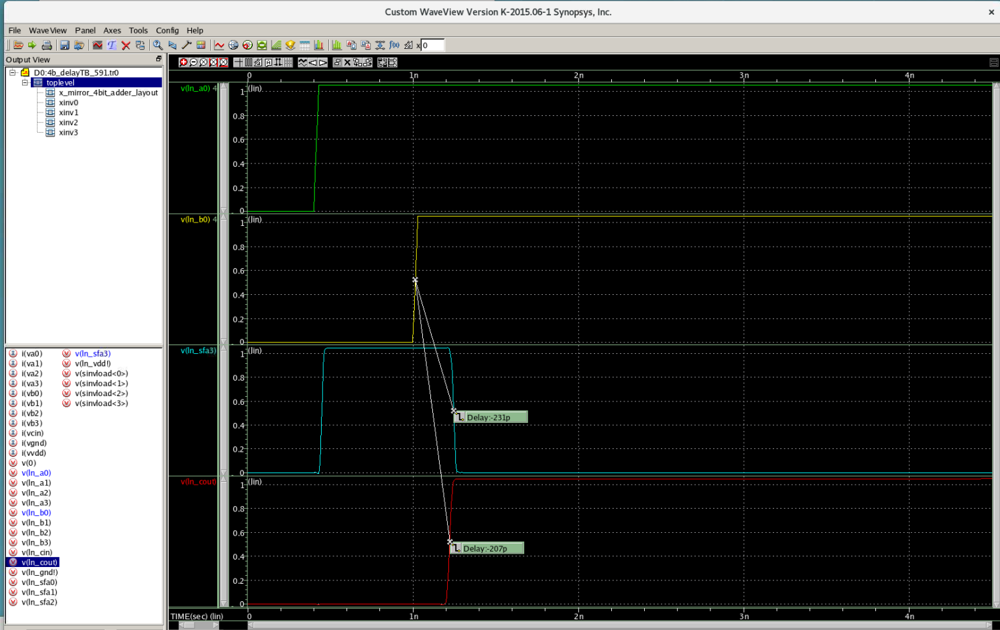 Custom WaveView Version K-2015.06-1 Synopsys, Inc.
File WaveView Panel Axes Tools Config Help
x 0
Output View
D0:4b_delayTB_591.tr0
toplevel
x_mirror_4bit_adder_layout
xinv0
xinv1
xinv2
xinv3
i(va0) v(ln_sfa3)
i(va1) v(ln_vdd!)
i(va2) v(sinvload<0>)
i(va3) v(sinvload<1>)
i(vb0) v(sinvload<2>)
i(vb1) v(sinvload<3>)
i(vb2)
i(vb3)
i(vcin)
i(vgnd)
i(vvdd)
v(0)
v(ln_a0)
v(ln_a1)
v(ln_a2)
v(ln_a3)
v(ln_b0)
v(ln_b1)
v(ln_b2)
v(ln_b3)
v(ln_cin)
v(ln_cout)
v(ln_gnd!)
v(ln_sfa0)
v(ln_sfa1)
v(ln_sfa2)
0 1n 2n 3n 4n
v(ln_a0) 4 1 (lin)
0.8
0.6
0.4
0.2
0
v(ln_b0) 4 1 (lin)
0.8
0.6
0.4
0.2
0
v(ln_sfa3) 1 (lin)
0.8
0.6
Delay:-231p
0.4
0.2
0
v(ln_cout) 1 (lin)
0.8
0.6
Delay:-207p
0.4
0.2
0
TIME(sec) (lin) 0 1n 2n 3n 4n